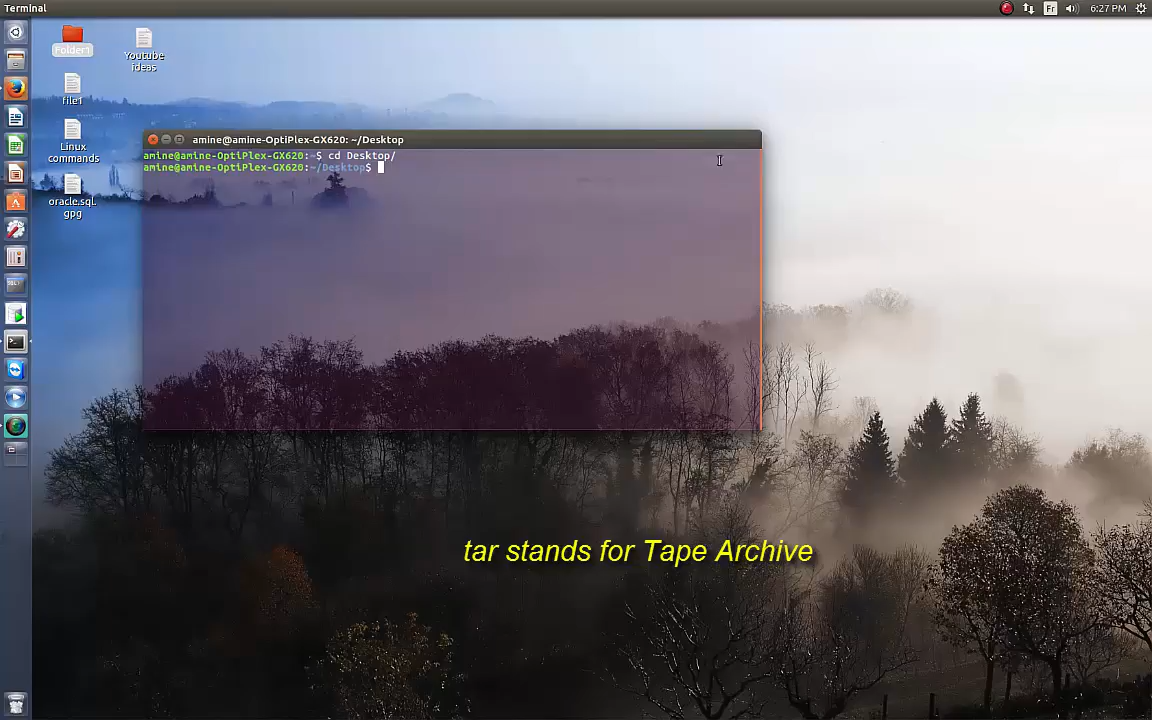 Terminal
Fr
6:27 PM
Folder1
Youtube
ideas
file1
Linux
commands
oracle.sql.
gpg
amine@amine-OptiPlex-GX620: ~/Desktop
amine@amine-OptiPlex-GX620:~$ cd Desktop/
amine@amine-OptiPlex-GX620:~/Desktop$
tar stands for Tape Archive